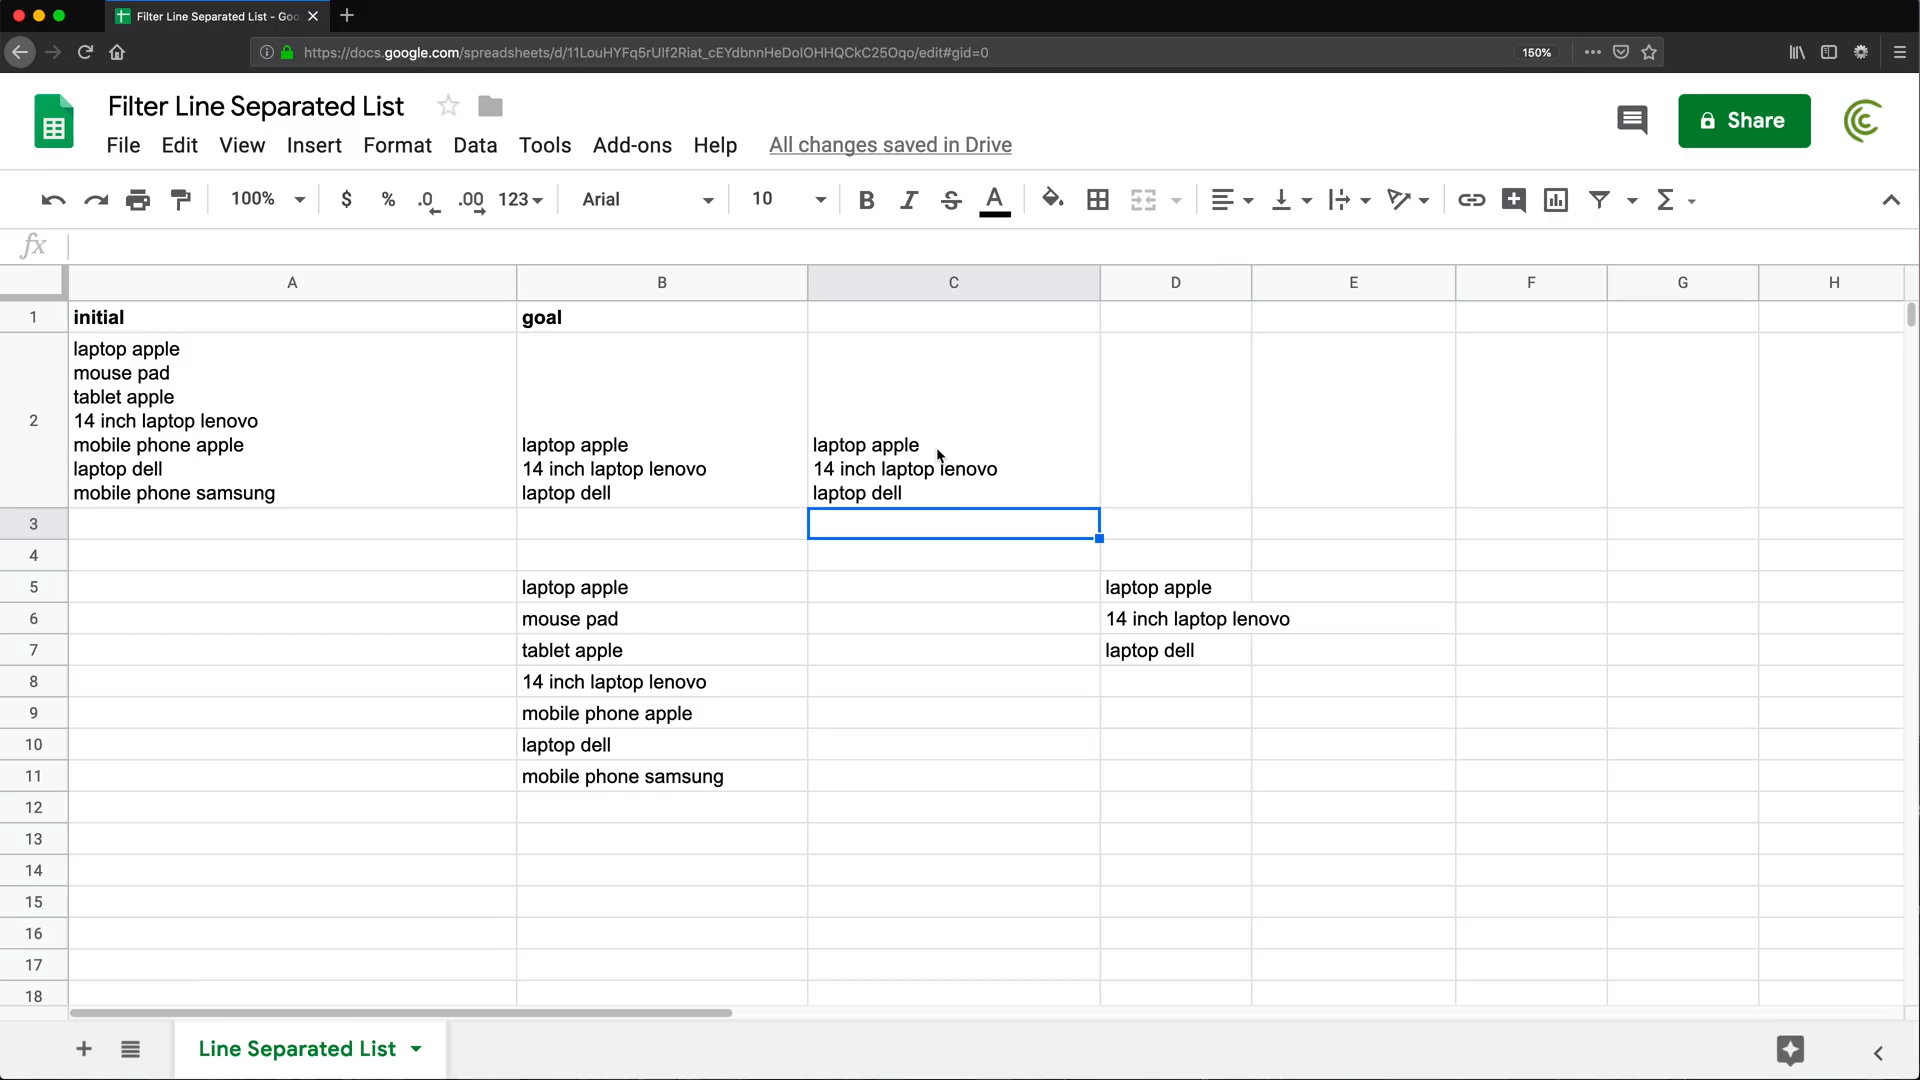 Filter Line Separated List - Goo
https://docs.google.com/spreadsheets/d/11LouHYFq5rUlf2Riat_cEYdbnnHeDoIOHHQCkC25Oqo/edit#gid=0
150%
Filter Line Separated List
Share
File Edit View Insert Format Data Tools Add-ons Help All changes saved in Drive
100% $ % .0 .00 123 Arial 10 B I S A Σ
fx
A B C D E F G H
1 initial goal
laptop apple
mouse pad
tablet apple
14 inch laptop lenovo
mobile phone apple
laptop dell
mobile phone samsung
2
laptop apple
14 inch laptop lenovo
laptop dell
laptop apple
14 inch laptop lenovo
laptop dell
3
4
5 laptop apple laptop apple
6 mouse pad 14 inch laptop lenovo
7 tablet apple laptop dell
8 14 inch laptop lenovo
9 mobile phone apple
10 laptop dell
11 mobile phone samsung
12
13
14
15
16
17
18
Line Separated List